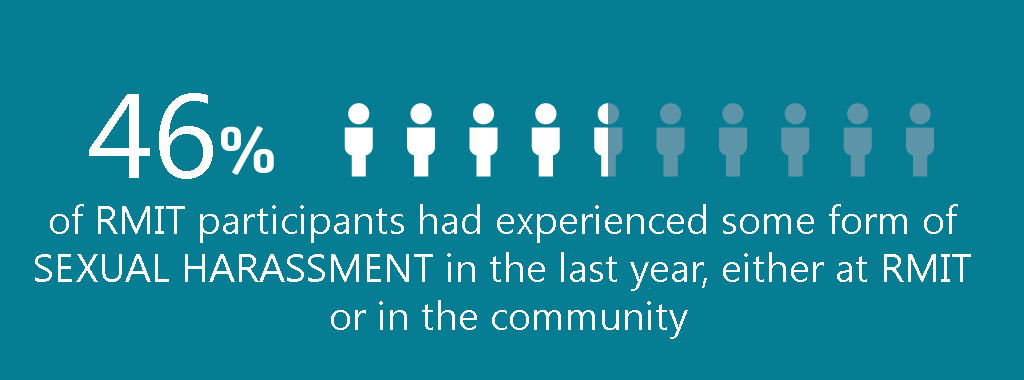 46%
of RMIT participants had experienced some form of
SEXUAL HARASSMENT in the last year, either at RMIT
or in the community